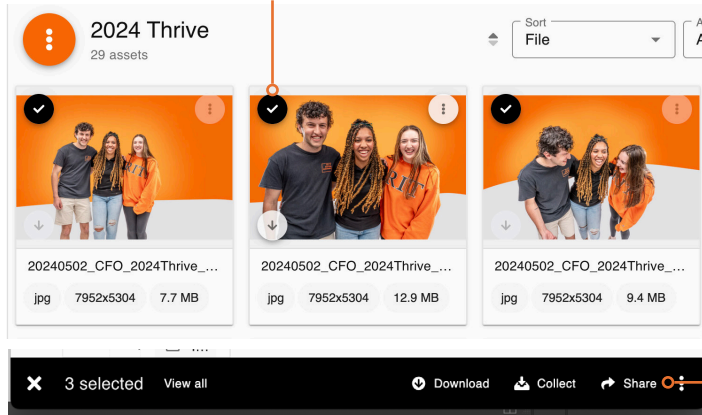 2024 Thrive
29 assets
Sort
File
A
A
20240502_CFO_2024Thrive_...
jpg 7952x5304 7.7 MB
20240502_CFO_2024Thrive_...
jpg 7952x5304 12.9 MB
20240502_CFO_2024Thrive_...
jpg 7952x5304 9.4 MB
RIT
3 selected View all Download Collect Share